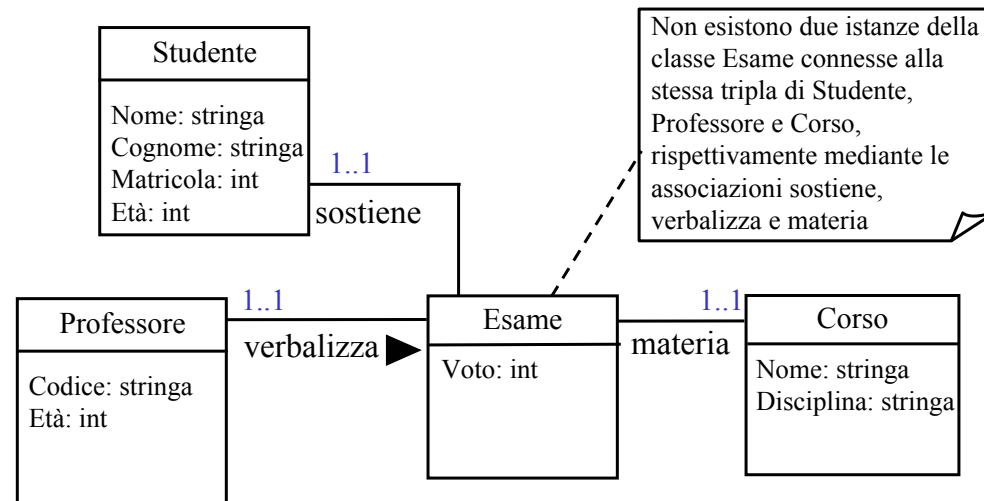 Studente
Nome: stringa
Cognome: stringa
Matricola: int
Età: int
1..1
sostiene
Non esistono due istanze della
classe Esame connesse alla
stessa tripla di Studente,
Professore e Corso,
rispettivamente mediante le
associazioni sostiene,
verbalizza e materia
Professore
Codice: stringa
Età: int
1..1
verbalizza
Esame
Voto: int
1..1
materia
Corso
Nome: stringa
Disciplina: stringa